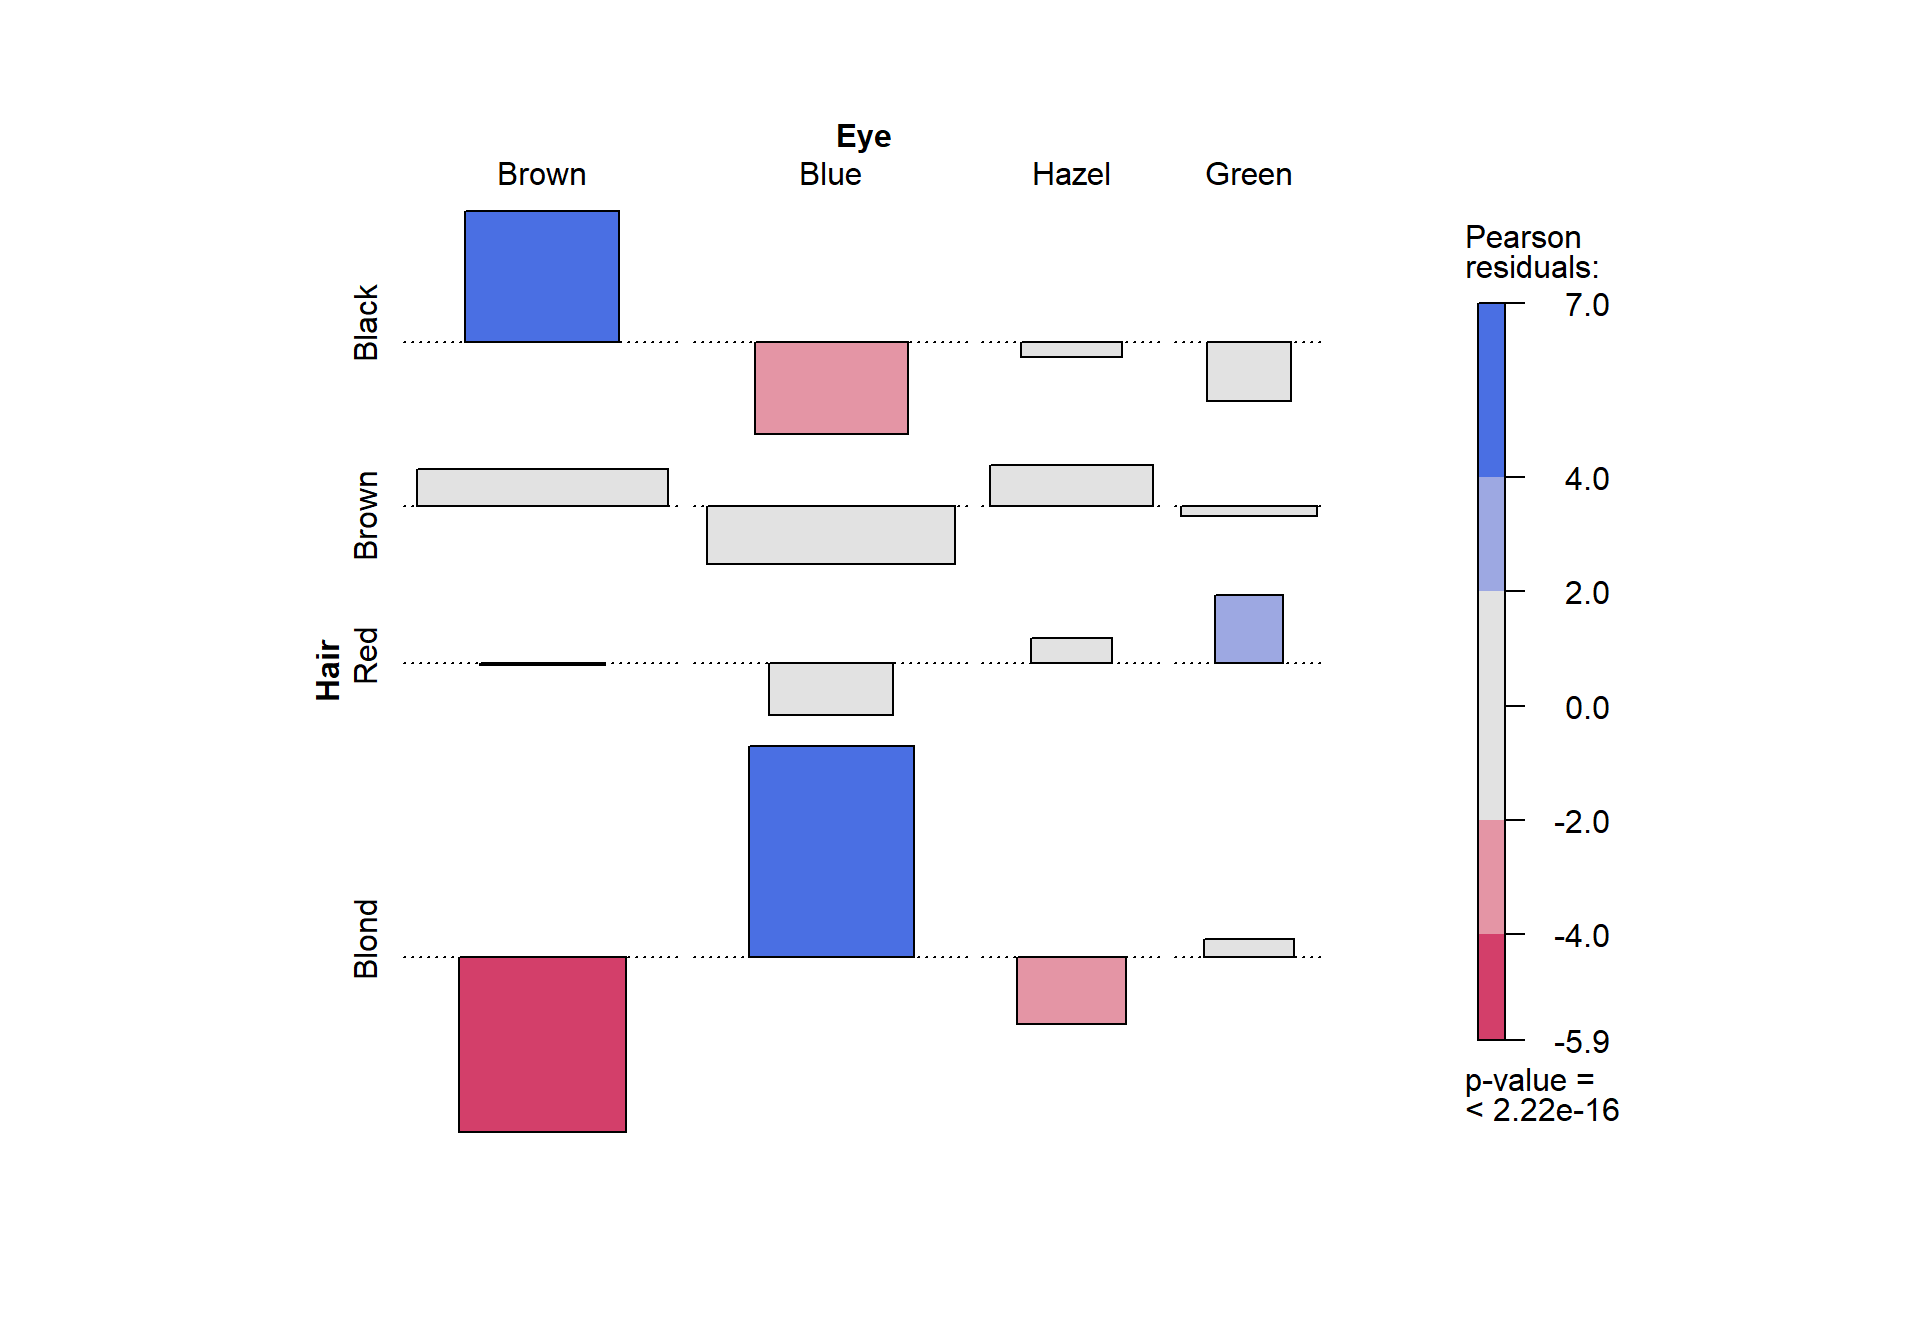 Eye
Brown Blue Hazel Green
Hair
Black
Brown
Red
Blond
Pearson
residuals:
7.0
4.0
2.0
0.0
-2.0
-4.0
-5.9
p-value =
< 2.22e-16